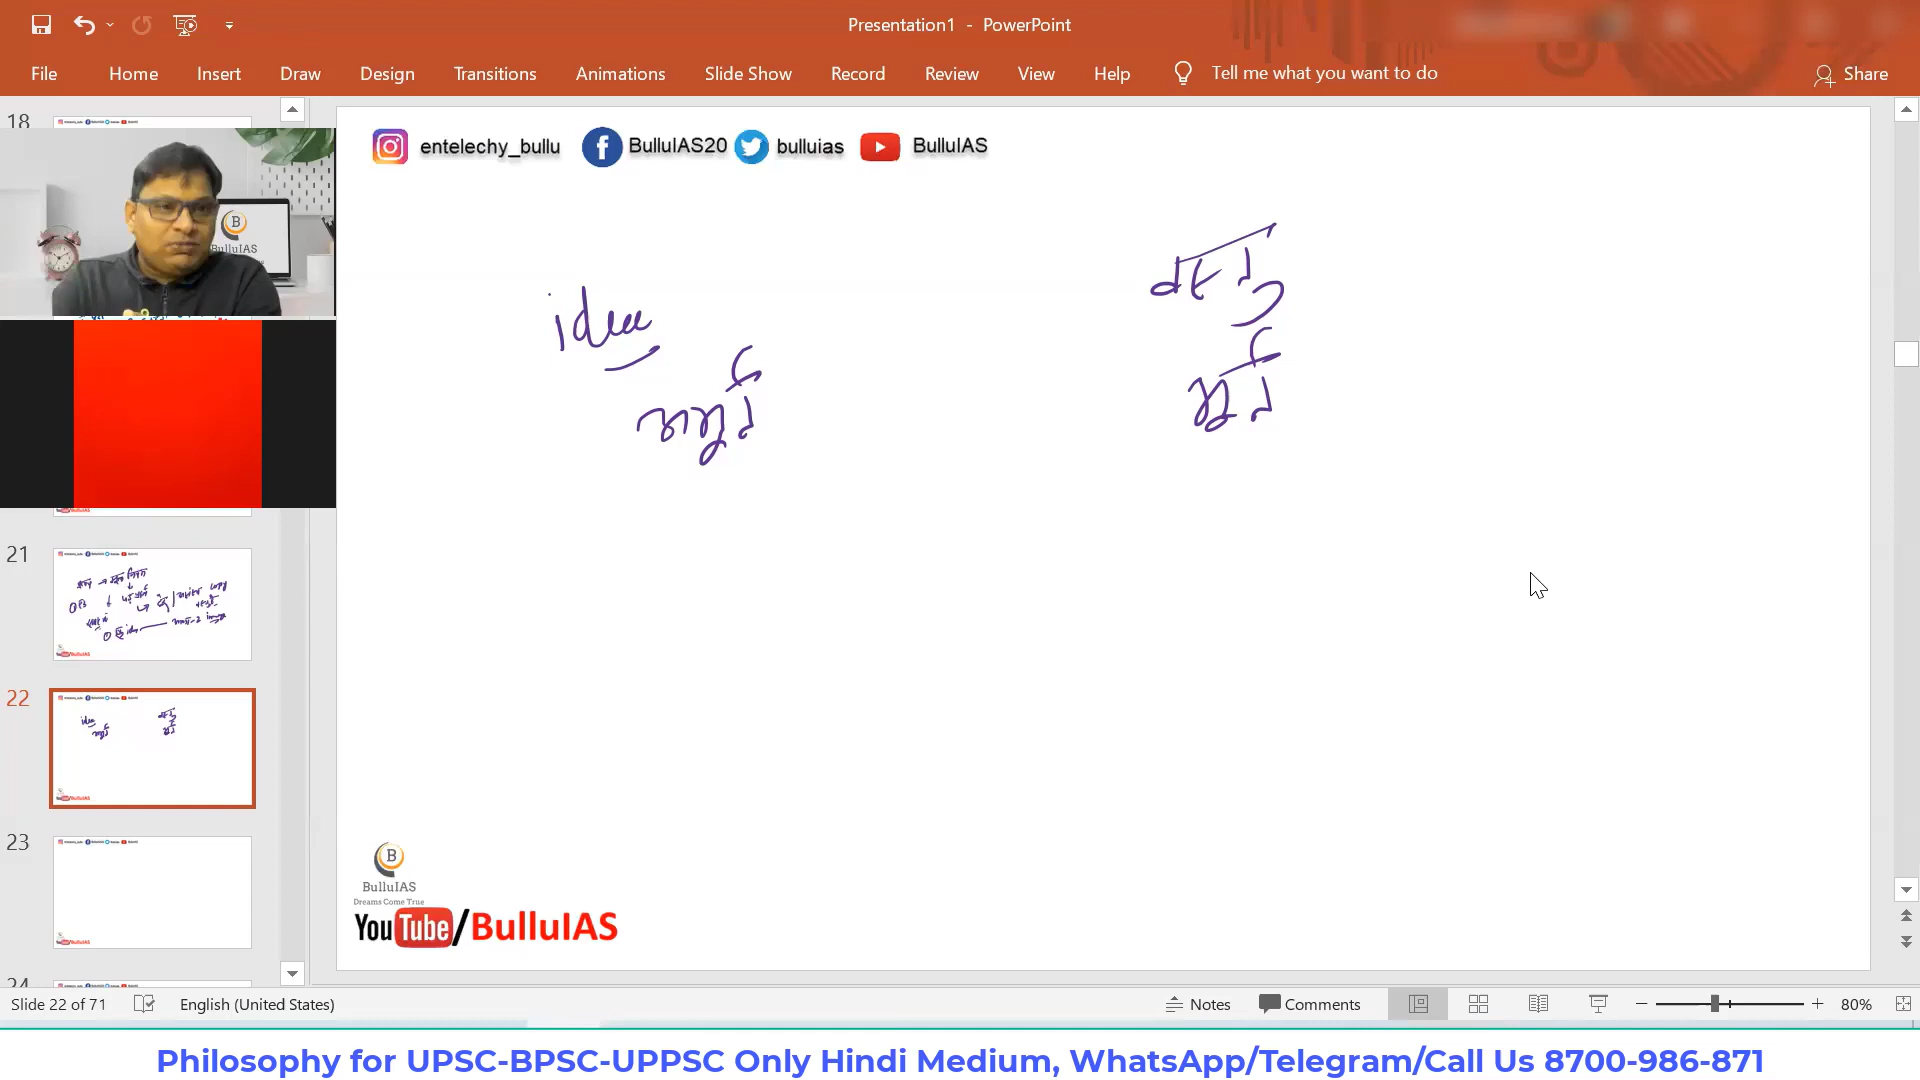 Presentation1 - PowerPoint
File Home Insert Draw Design Transitions Animations Slide Show Record Review View Help Tell me what you want to do Share
18
entelechy_bullu BulluIAS20 bulluias BulluIAS
B
BulluIAS
idea
वस्तु
21
22
23
24
B
BulluIAS
Dreams Come True
YouTube/BulluIAS
Slide 22 of 71 English (United States) Notes Comments 80%
Philosophy for UPSC-BPSC-UPPSC Only Hindi Medium, WhatsApp/Telegram/Call Us 8700-986-871